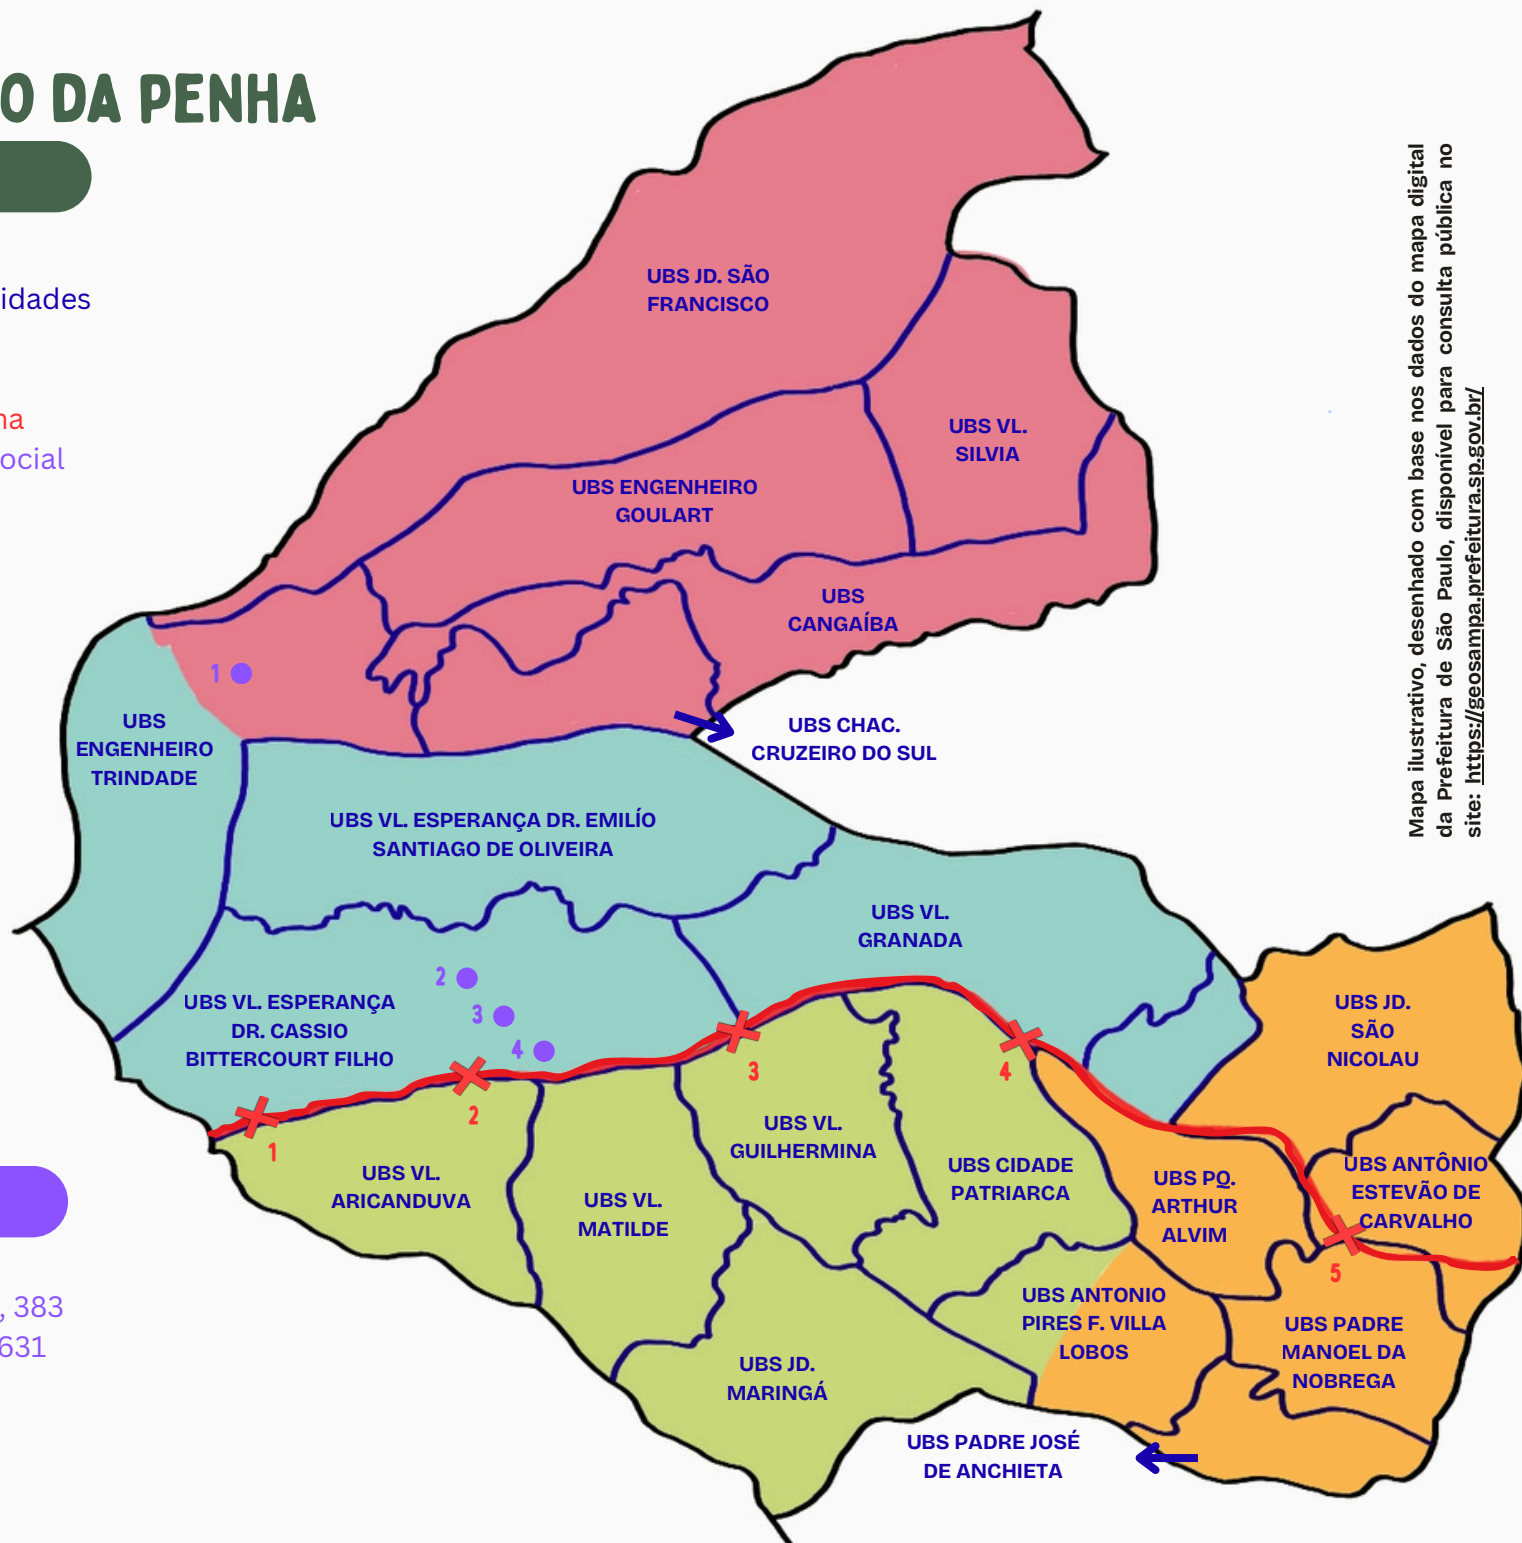 O DA PENHA
idades
na
ocial
UBS JD. SÃO
FRANCISCO
UBS VL.
SILVIA
UBS ENGENHEIRO
GOULART
UBS
CANGAÍBA
1
UBS
ENGENHEIRO
TRINDADE
UBS CHAC.
CRUZEIRO DO SUL
UBS VL. ESPERANÇA DR. EMILÍO
SANTIAGO DE OLIVEIRA
UBS VL.
GRANADA
2
3
4
UBS VL. ESPERANÇA
DR. CASSIO
BITTERCOURT FILHO
UBS JD.
SÃO
NICOLAU
1
2
3
4
5
UBS VL.
ARICANDUVA
UBS VL.
MATILDE
UBS VL.
GUILHERMINA
UBS CIDADE
PATRIARCA
UBS PQ.
ARTHUR
ALVIM
UBS ANTÔNIO
ESTEVÃO DE
CARVALHO
UBS ANTONIO
PIRES F. VILLA
LOBOS
UBS PADRE
MANOEL DA
NOBREGA
UBS JD.
MARINGÁ
UBS PADRE JOSÉ
DE ANCHIETA
, 383
631
Mapa ilustrativo, desenhado com base nos dados do mapa digital
da Prefeitura de São Paulo, disponível para consulta pública no
site: https://geosampa.prefeitura.sp.gov.br/